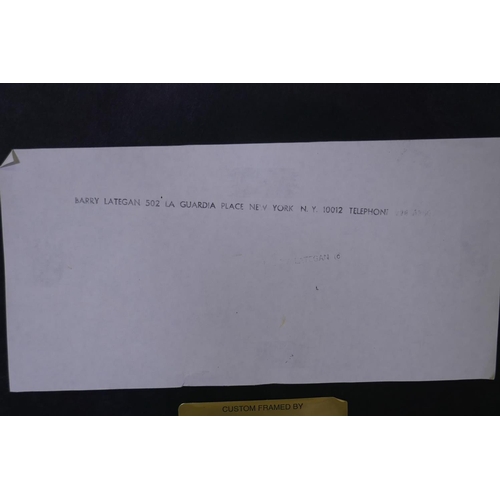 BARRY LATEGAN 502 LA GUARDIA PLACE NEW YORK N. Y. 10012 TELEPHONE
CUSTOM FRAMED BY